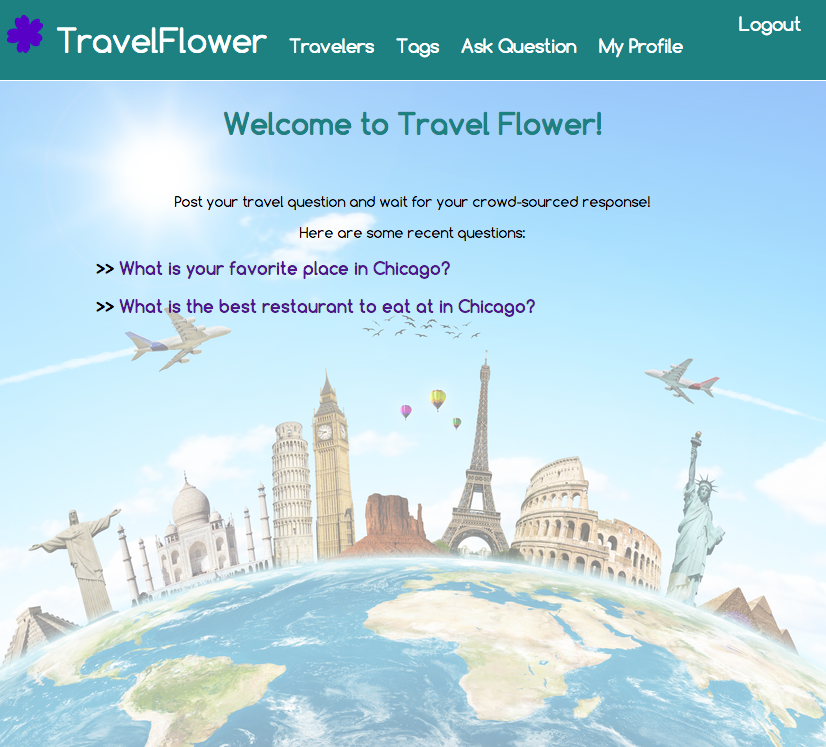 TravelFlower Travelers Tags Ask Question My Profile Logout
Welcome to Travel Flower!
Post your travel question and wait for your crowd-sourced response!
Here are some recent questions:
>> What is your favorite place in Chicago?
>> What is the best restaurant to eat at in Chicago?